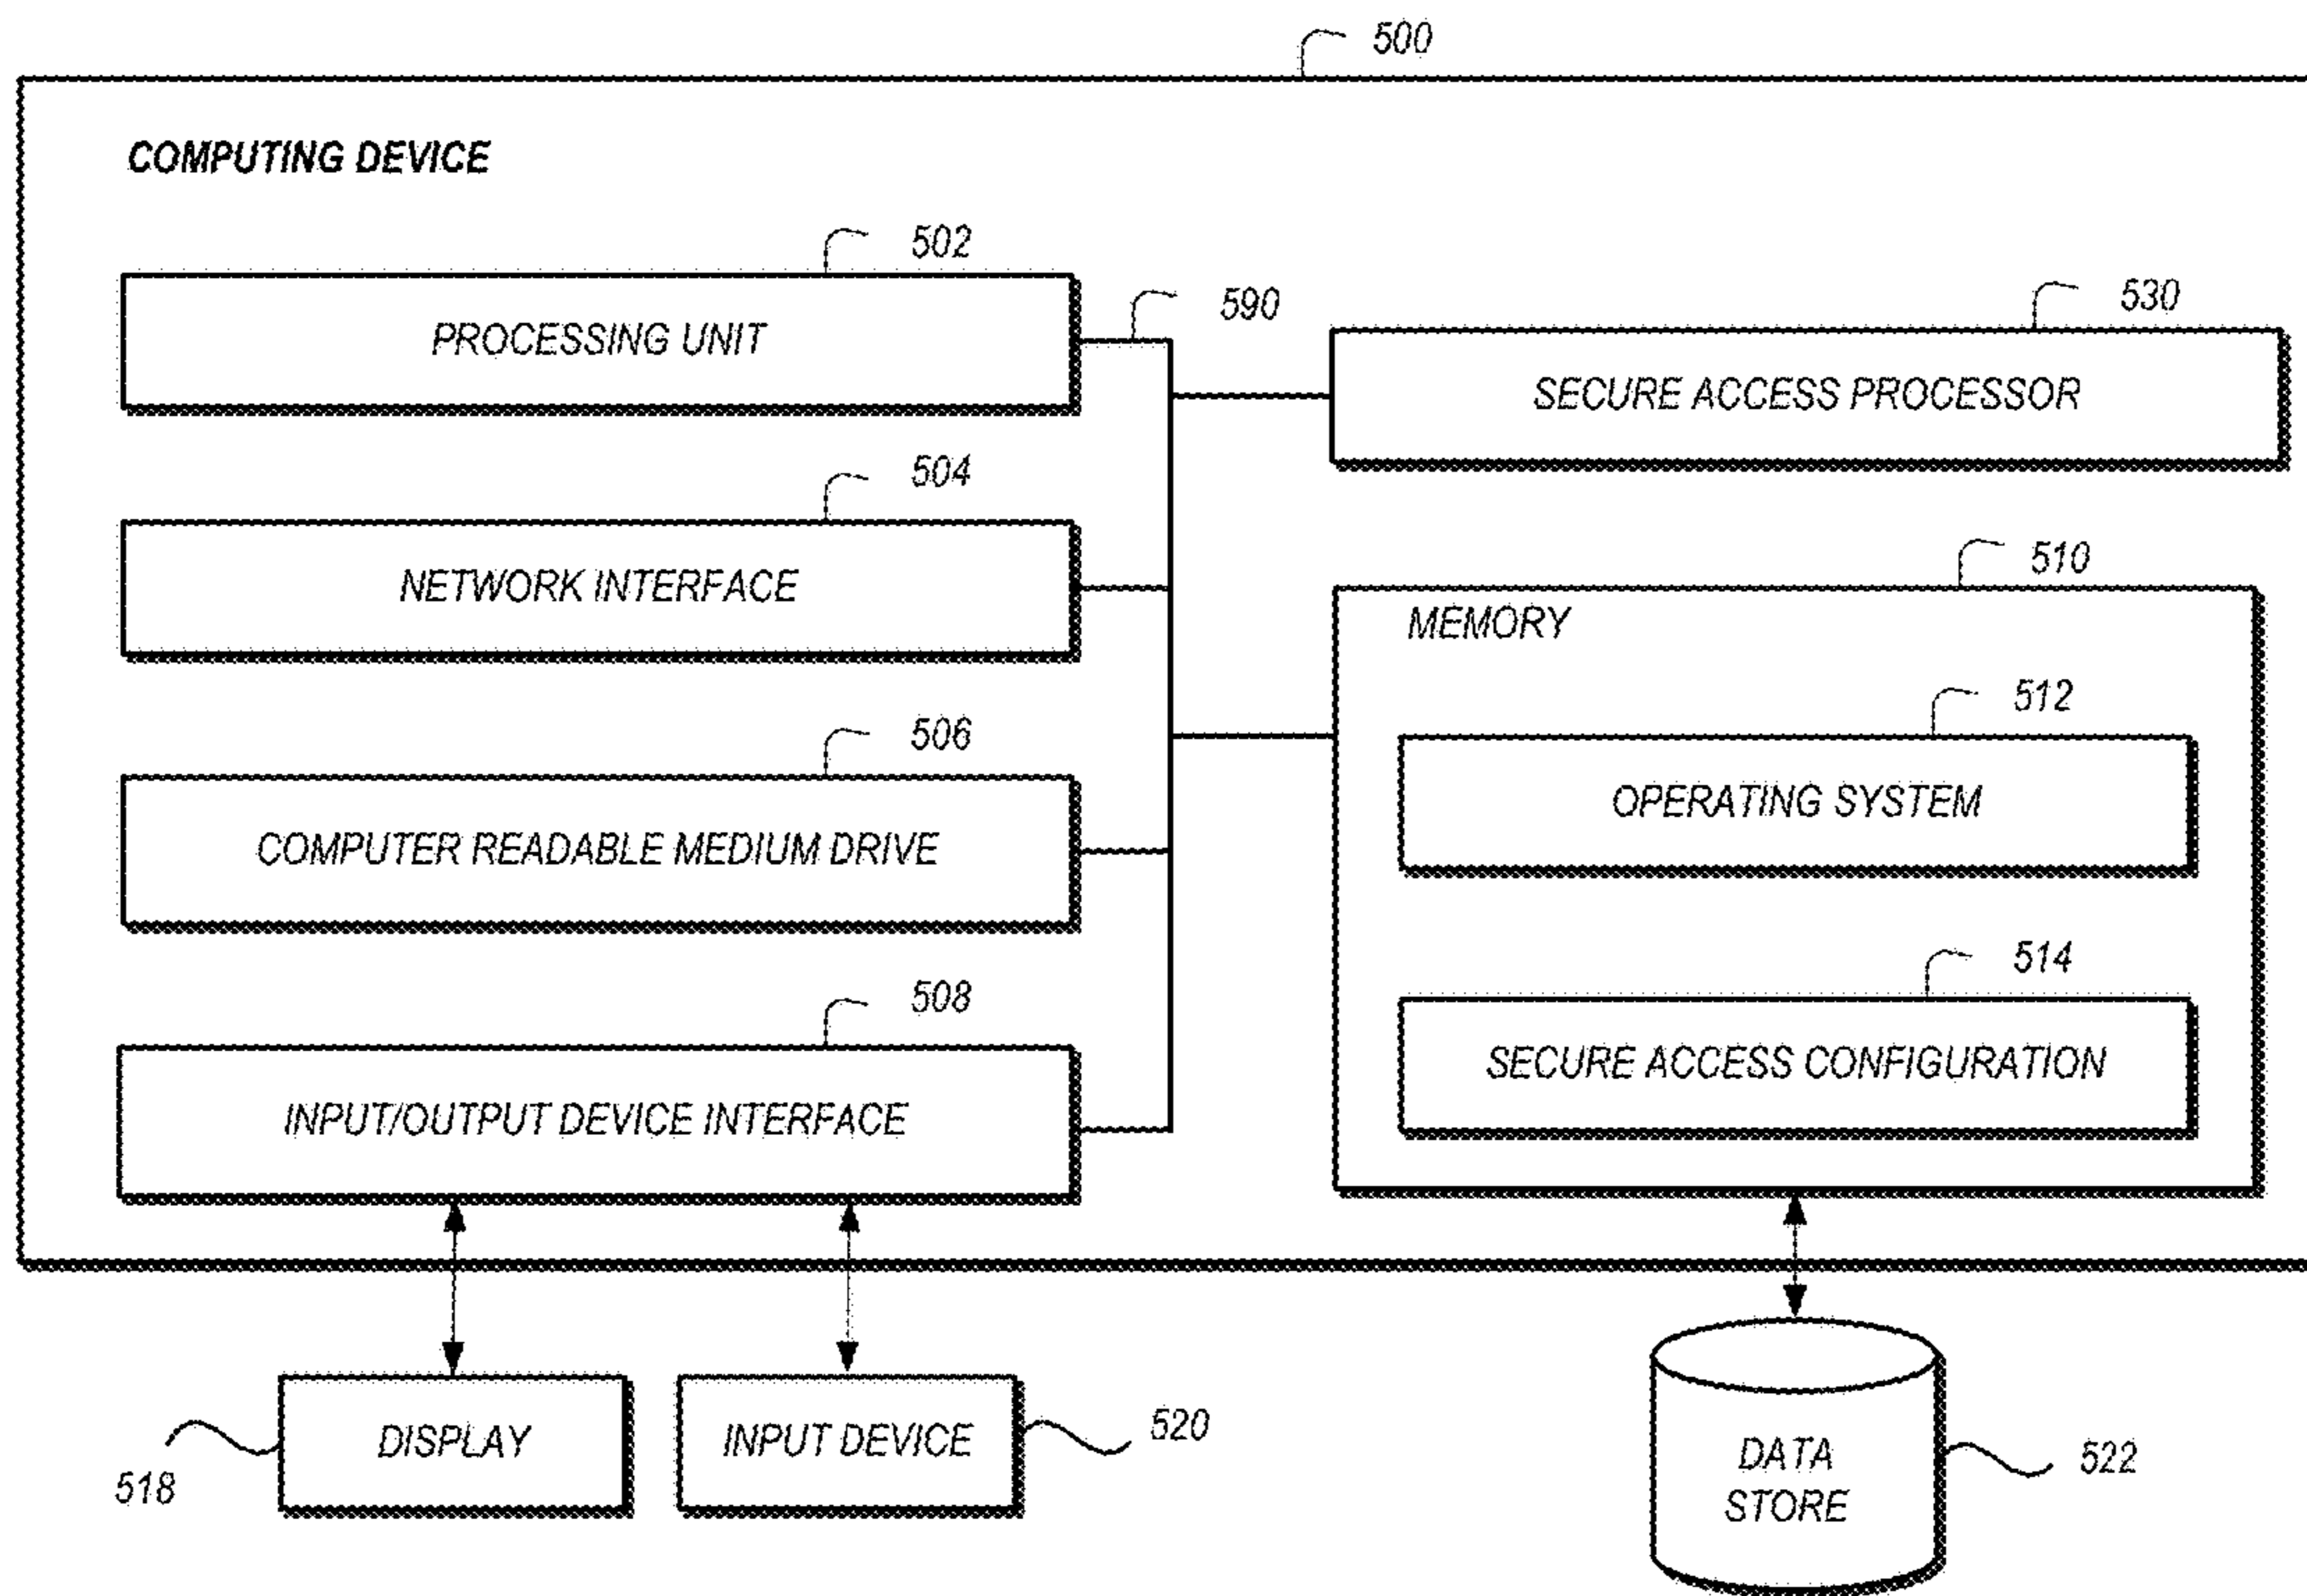 500
COMPUTING DEVICE
502
PROCESSING UNIT
590
530
SECURE ACCESS PROCESSOR
504
NETWORK INTERFACE
510
MEMORY
506
COMPUTER READABLE MEDIUM DRIVE
512
OPERATING SYSTEM
508
INPUT/OUTPUT DEVICE INTERFACE
514
SECURE ACCESS CONFIGURATION
518
DISPLAY
INPUT DEVICE
520
DATA
STORE
522